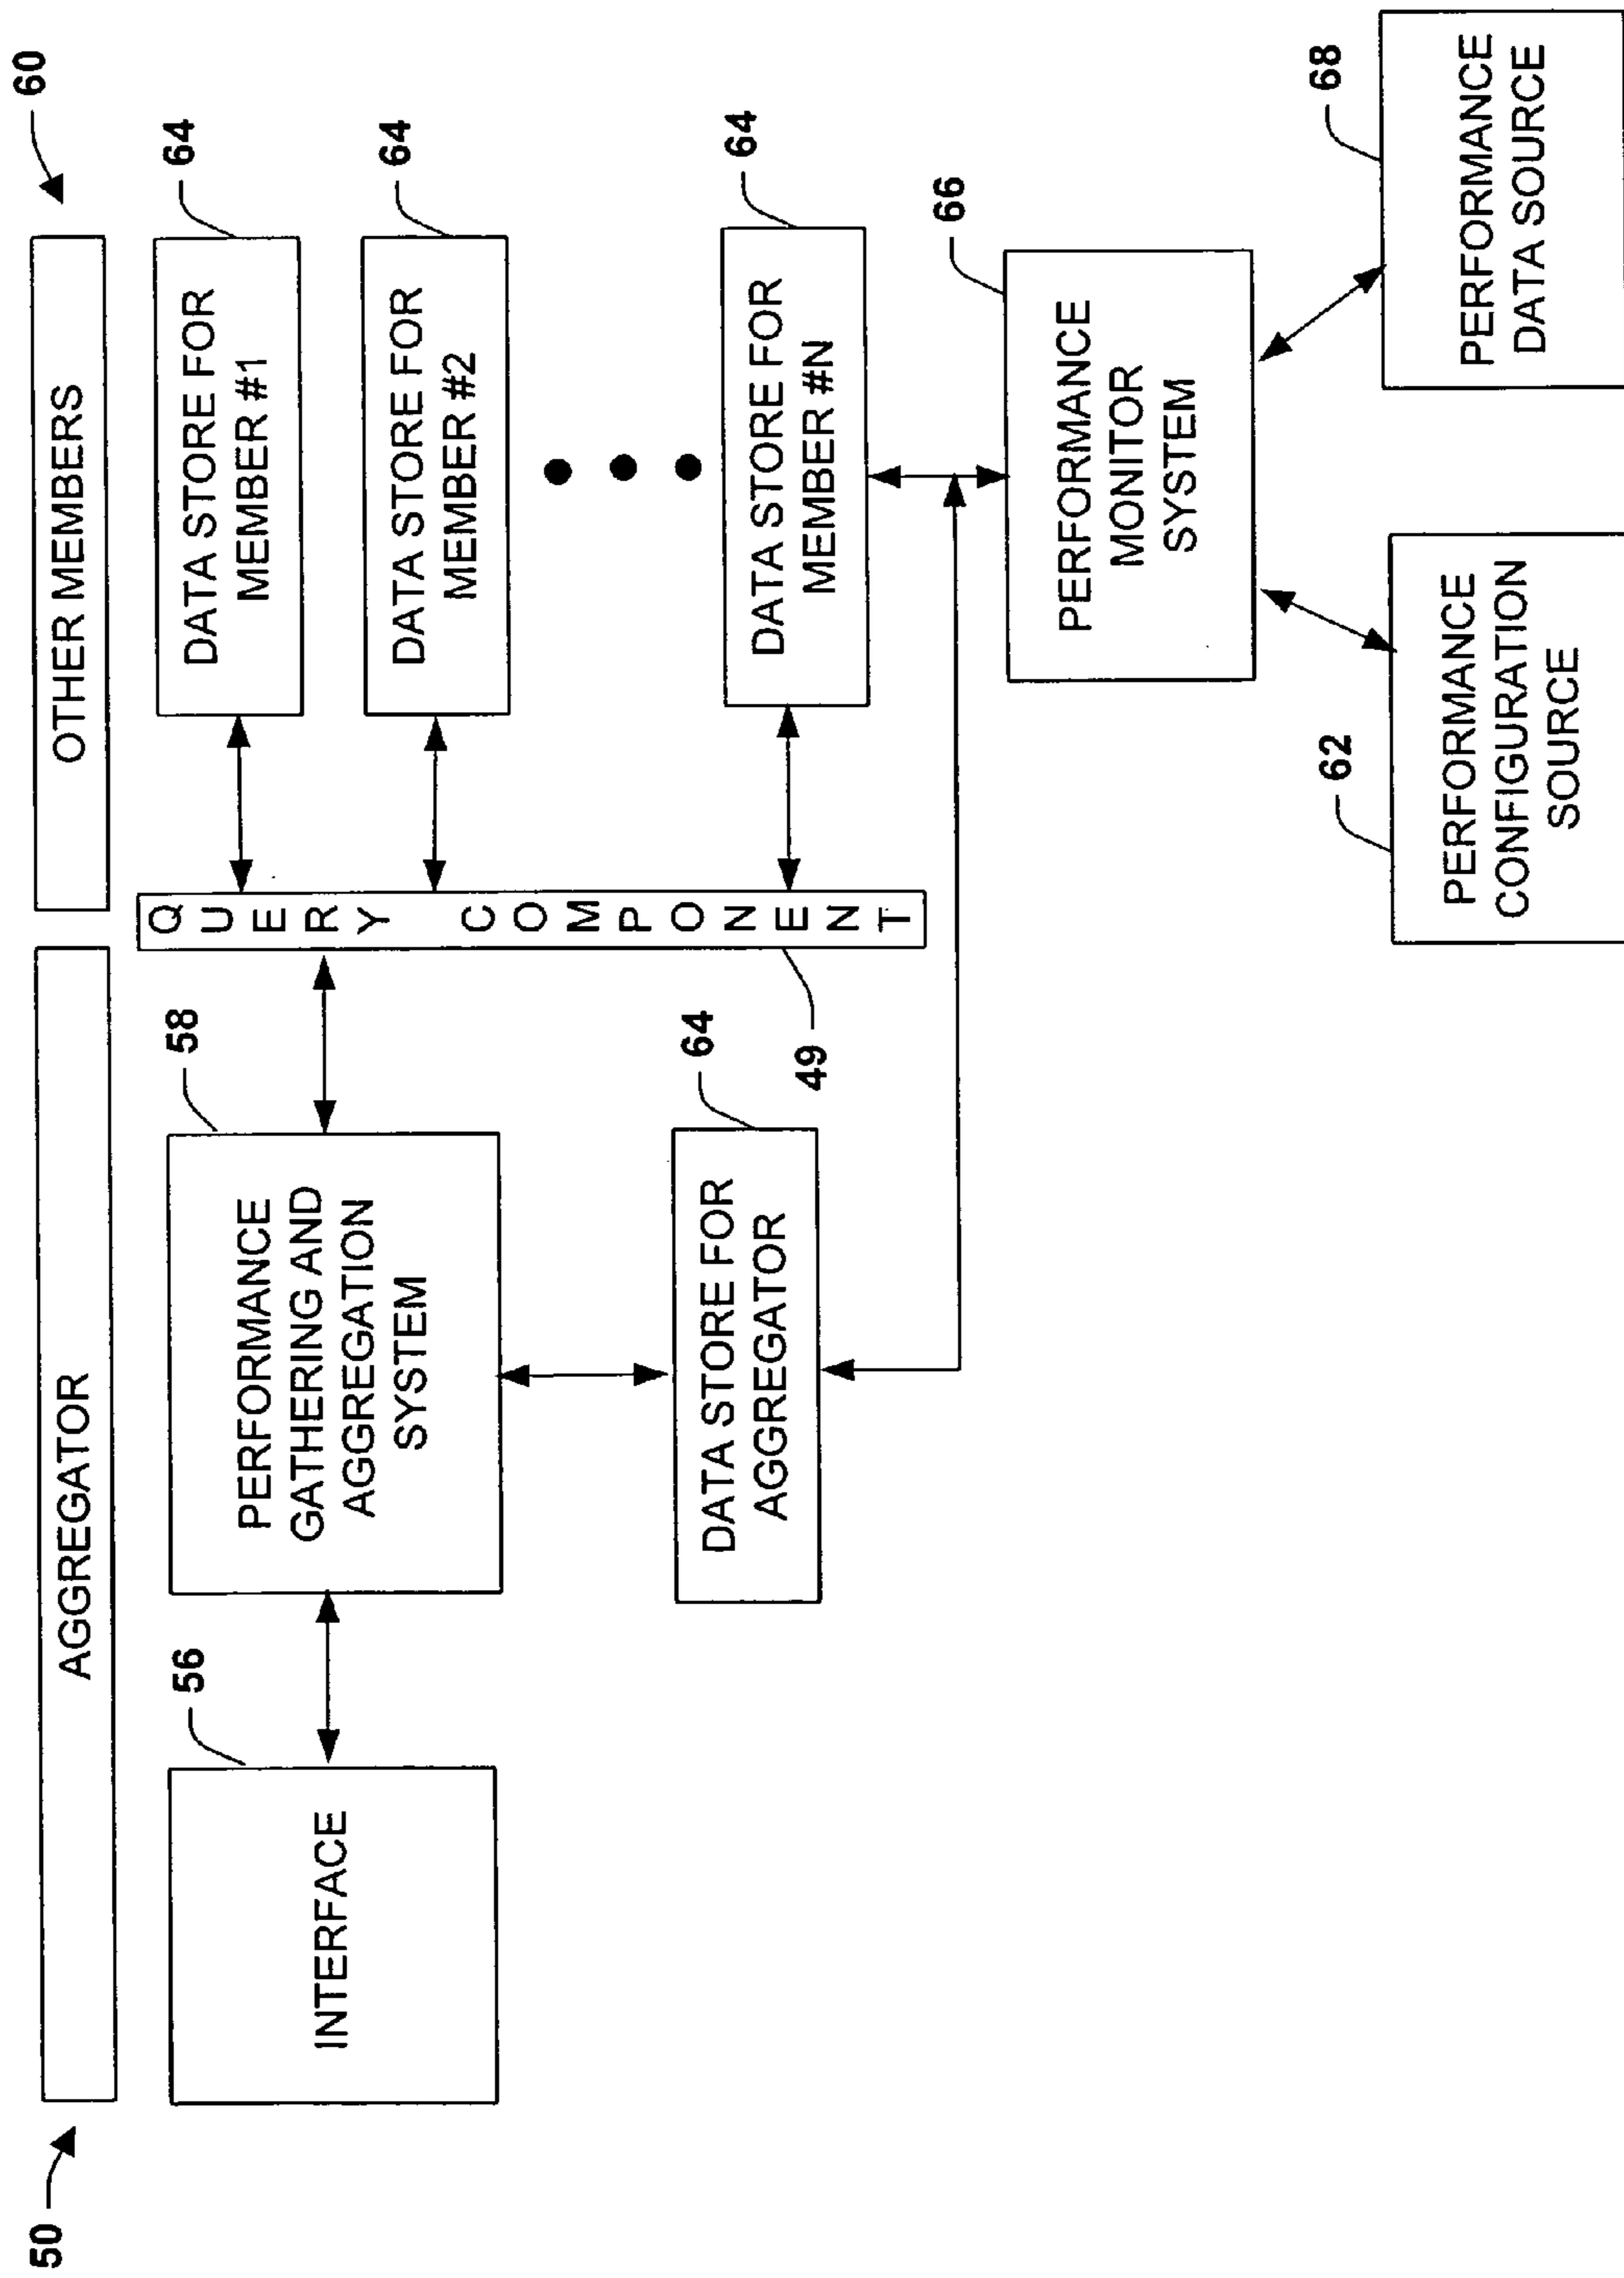 50
AGGREGATOR
OTHER MEMBERS
60
56
INTERFACE
58
PERFORMANCE
GATHERING AND
AGGREGATION
SYSTEM
QUERY COMPONENT
49
64
DATA STORE FOR
AGGREGATOR
64
DATA STORE FOR
MEMBER #1
64
DATA STORE FOR
MEMBER #2
64
DATA STORE FOR
MEMBER #N
66
PERFORMANCE
MONITOR
SYSTEM
62
PERFORMANCE
CONFIGURATION
SOURCE
68
PERFORMANCE
DATA SOURCE